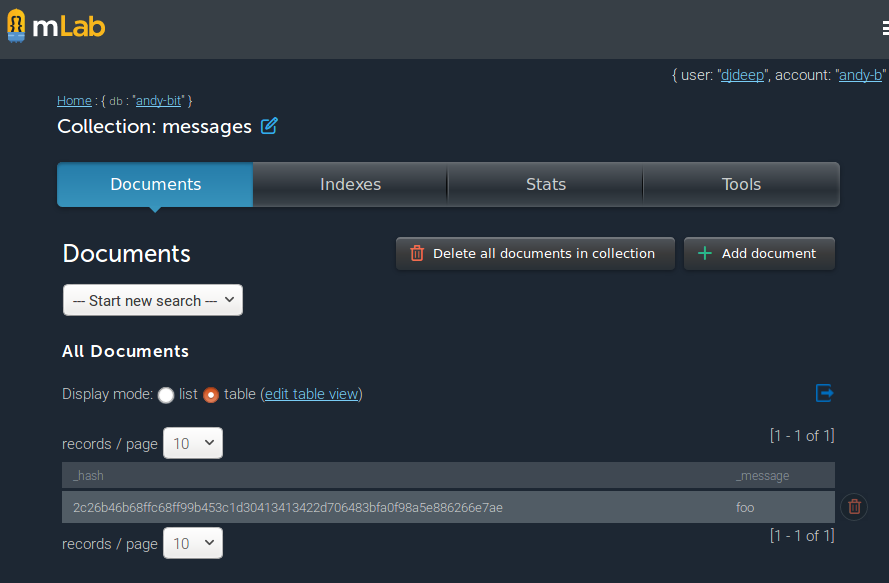 mLab
{ user: "djdeep", account: "andy-b"
Home : { db : "andy-bit" }
Collection: messages
Documents Indexes Stats Tools
Documents Delete all documents in collection Add document
--- Start new search ---
All Documents
Display mode: list table (edit table view)
records / page 10 [1 - 1 of 1]
_hash _message
2c26b46b68ffc68ff99b453c1d30413413422d706483bfa0f98a5e886266e7ae foo
records / page 10 [1 - 1 of 1]